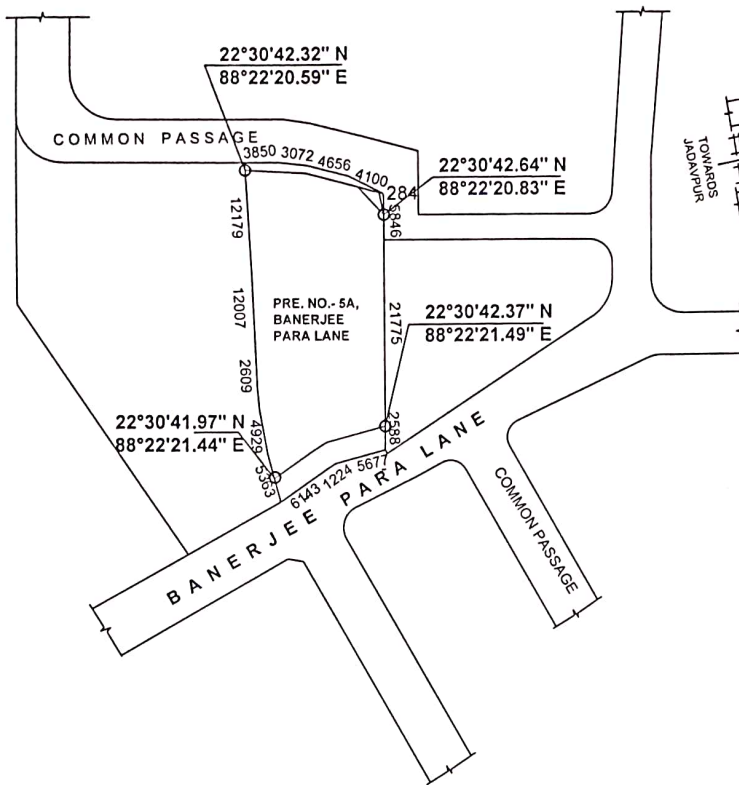 22°30'42.32" N
88°22'20.59" E
COMMON PASSAGE
3850 3072 4656 4100
284
22°30'42.64" N
88°22'20.83" E
TOWARDS
JADAVPUR
5846
12179
12007
PRE. NO.- 5A,
BANERJEE
PARA LANE
21775
22°30'42.37" N
88°22'21.49" E
2609
22°30'41.97" N
88°22'21.44" E
4929
5363
2588
6143 1224 5677
BANERJEE PARA LANE
COMMON PASSAGE